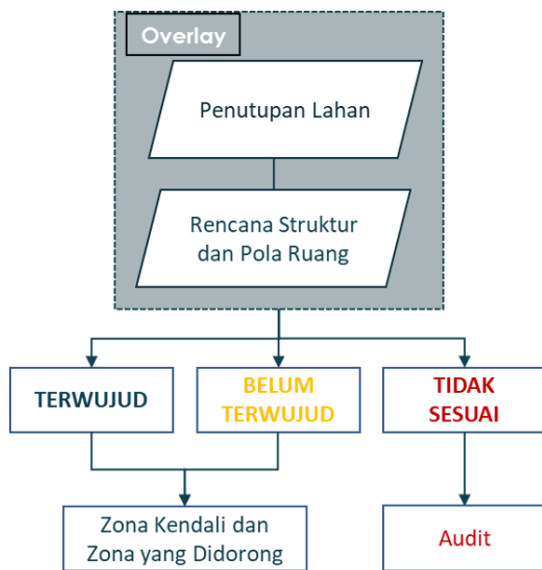 Overlay
Penutupan Lahan
Rencana Struktur
dan Pola Ruang
TERWUJUD
BELUM
TERWUJUD
TIDAK
SESUAI
Zona Kendali dan
Zona yang Didorong
Audit